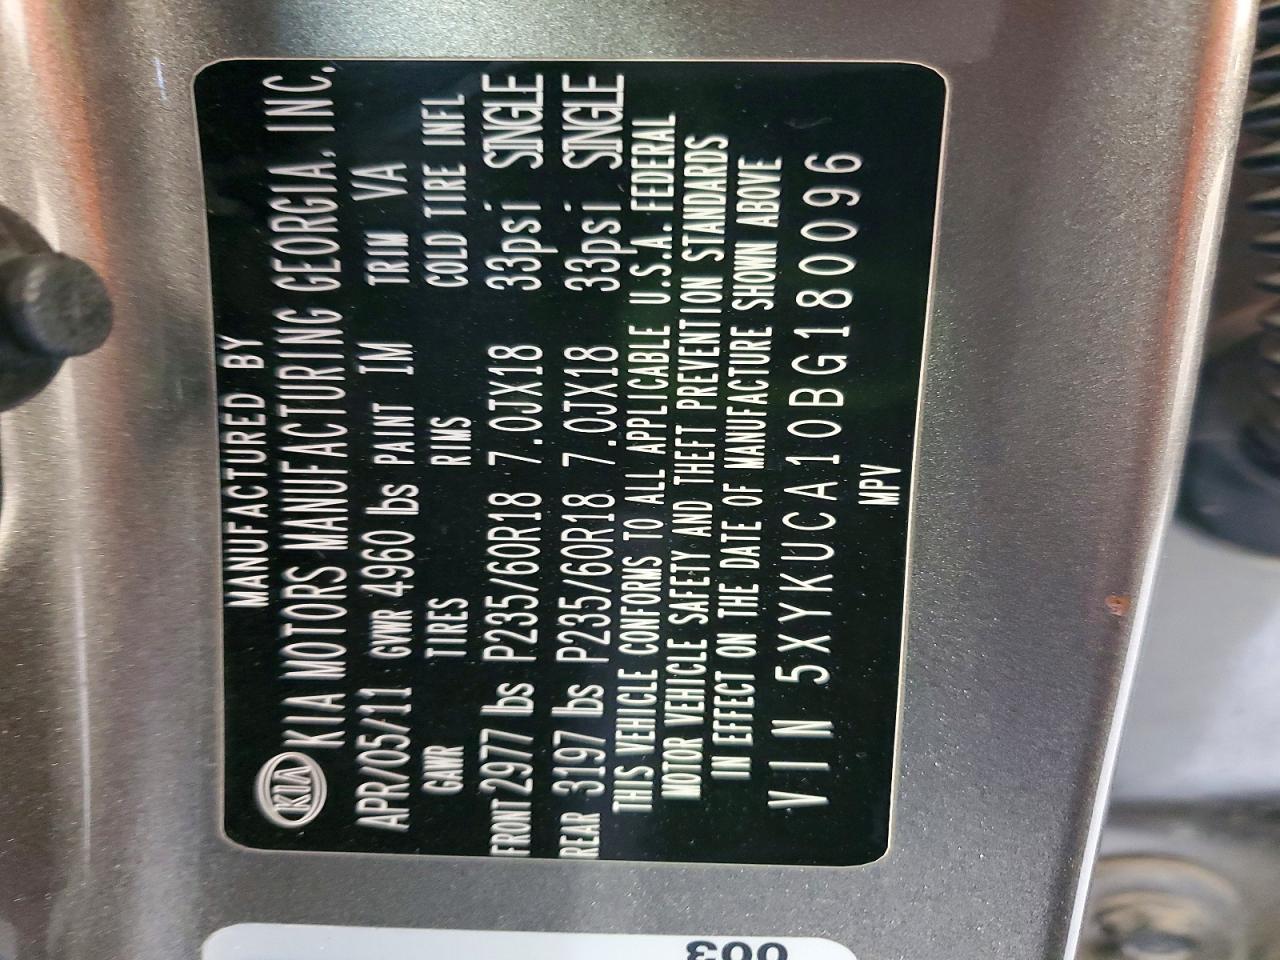 MANUFACTURED BY
KIA KIA MOTORS MANUFACTURING GEORGIA, INC.
APR/05/11 GVWR 4960 lbs PAINT IM TRIM VA
GAWR TIRES RIMS COLD TIRE INFL
FRONT 2977 lbs P235/60R18 7.0JX18 33psi SINGLE
REAR 3197 lbs P235/60R18 7.0JX18 33psi SINGLE
THIS VEHICLE CONFORMS TO ALL APPLICABLE U.S.A. FEDERAL
MOTOR VEHICLE SAFETY AND THEFT PREVENTION STANDARDS
IN EFFECT ON THE DATE OF MANUFACTURE SHOWN ABOVE
VIN 5XYKUCA10BG180096
MPV
003